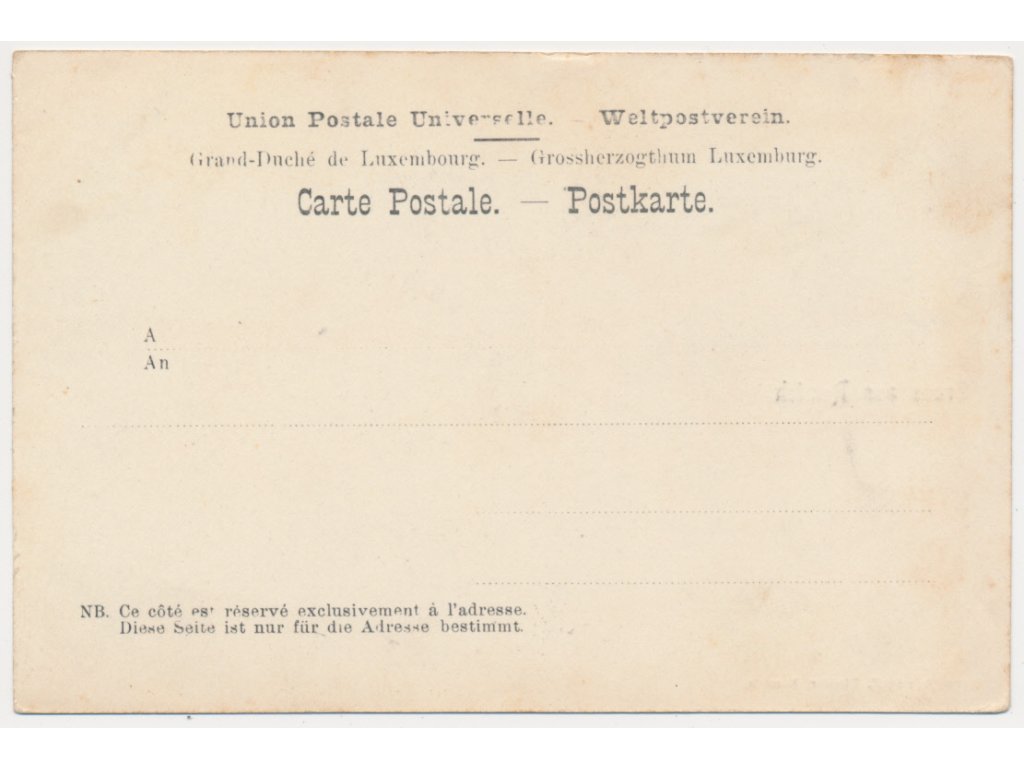 Union Postale Universelle. – Weltpostverein.
Grand-Duché de Luxembourg. — Grossherzogthum Luxemburg.
Carte Postale. — Postkarte.
A
An
NB. Ce côté est réservé exclusivement à l'adresse.
Diese Seite ist nur für die Adresse bestimmt.